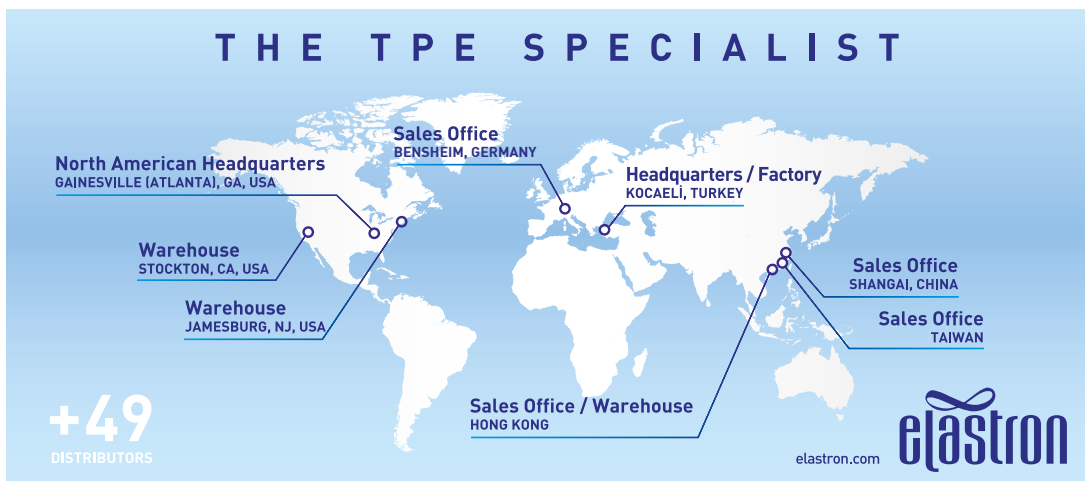 THE TPE SPECIALIST
Sales Office
BENSHEIM, GERMANY
North American Headquarters
GAINESVILLE (ATLANTA), GA, USA
Headquarters / Factory
KOCAELİ, TURKEY
Warehouse
STOCKTON, CA, USA
Sales Office
SHANGAI, CHINA
Warehouse
JAMESBURG, NJ, USA
Sales Office
TAIWAN
Sales Office / Warehouse
HONG KONG
+49
DISTRIBUTORS
elastron.com
elastron